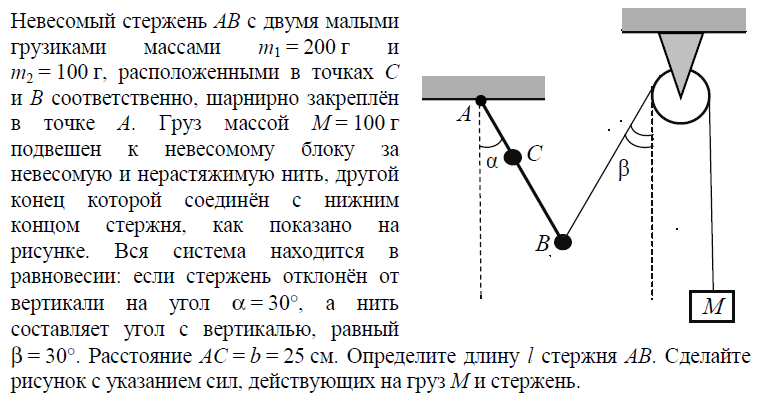 Невесомый стержень AB с двумя малыми
грузиками массами m₁ = 200 г и
m₂ = 100 г, расположенными в точках C
и B соответственно, шарнирно закреплён
в точке A. Груз массой M = 100 г
подвешен к невесомому блоку за
невесомую и нерастяжимую нить, другой
конец которой соединён с нижним
концом стержня, как показано на
рисунке. Вся система находится в
равновесии: если стержень отклонён от
вертикали на угол α = 30°, а нить
составляет угол с вертикалью, равный
β = 30°. Расстояние AC = b = 25 см. Определите длину l стержня AB. Сделайте
рисунок с указанием сил, действующих на груз M и стержень.
A
α
C
β
B
M